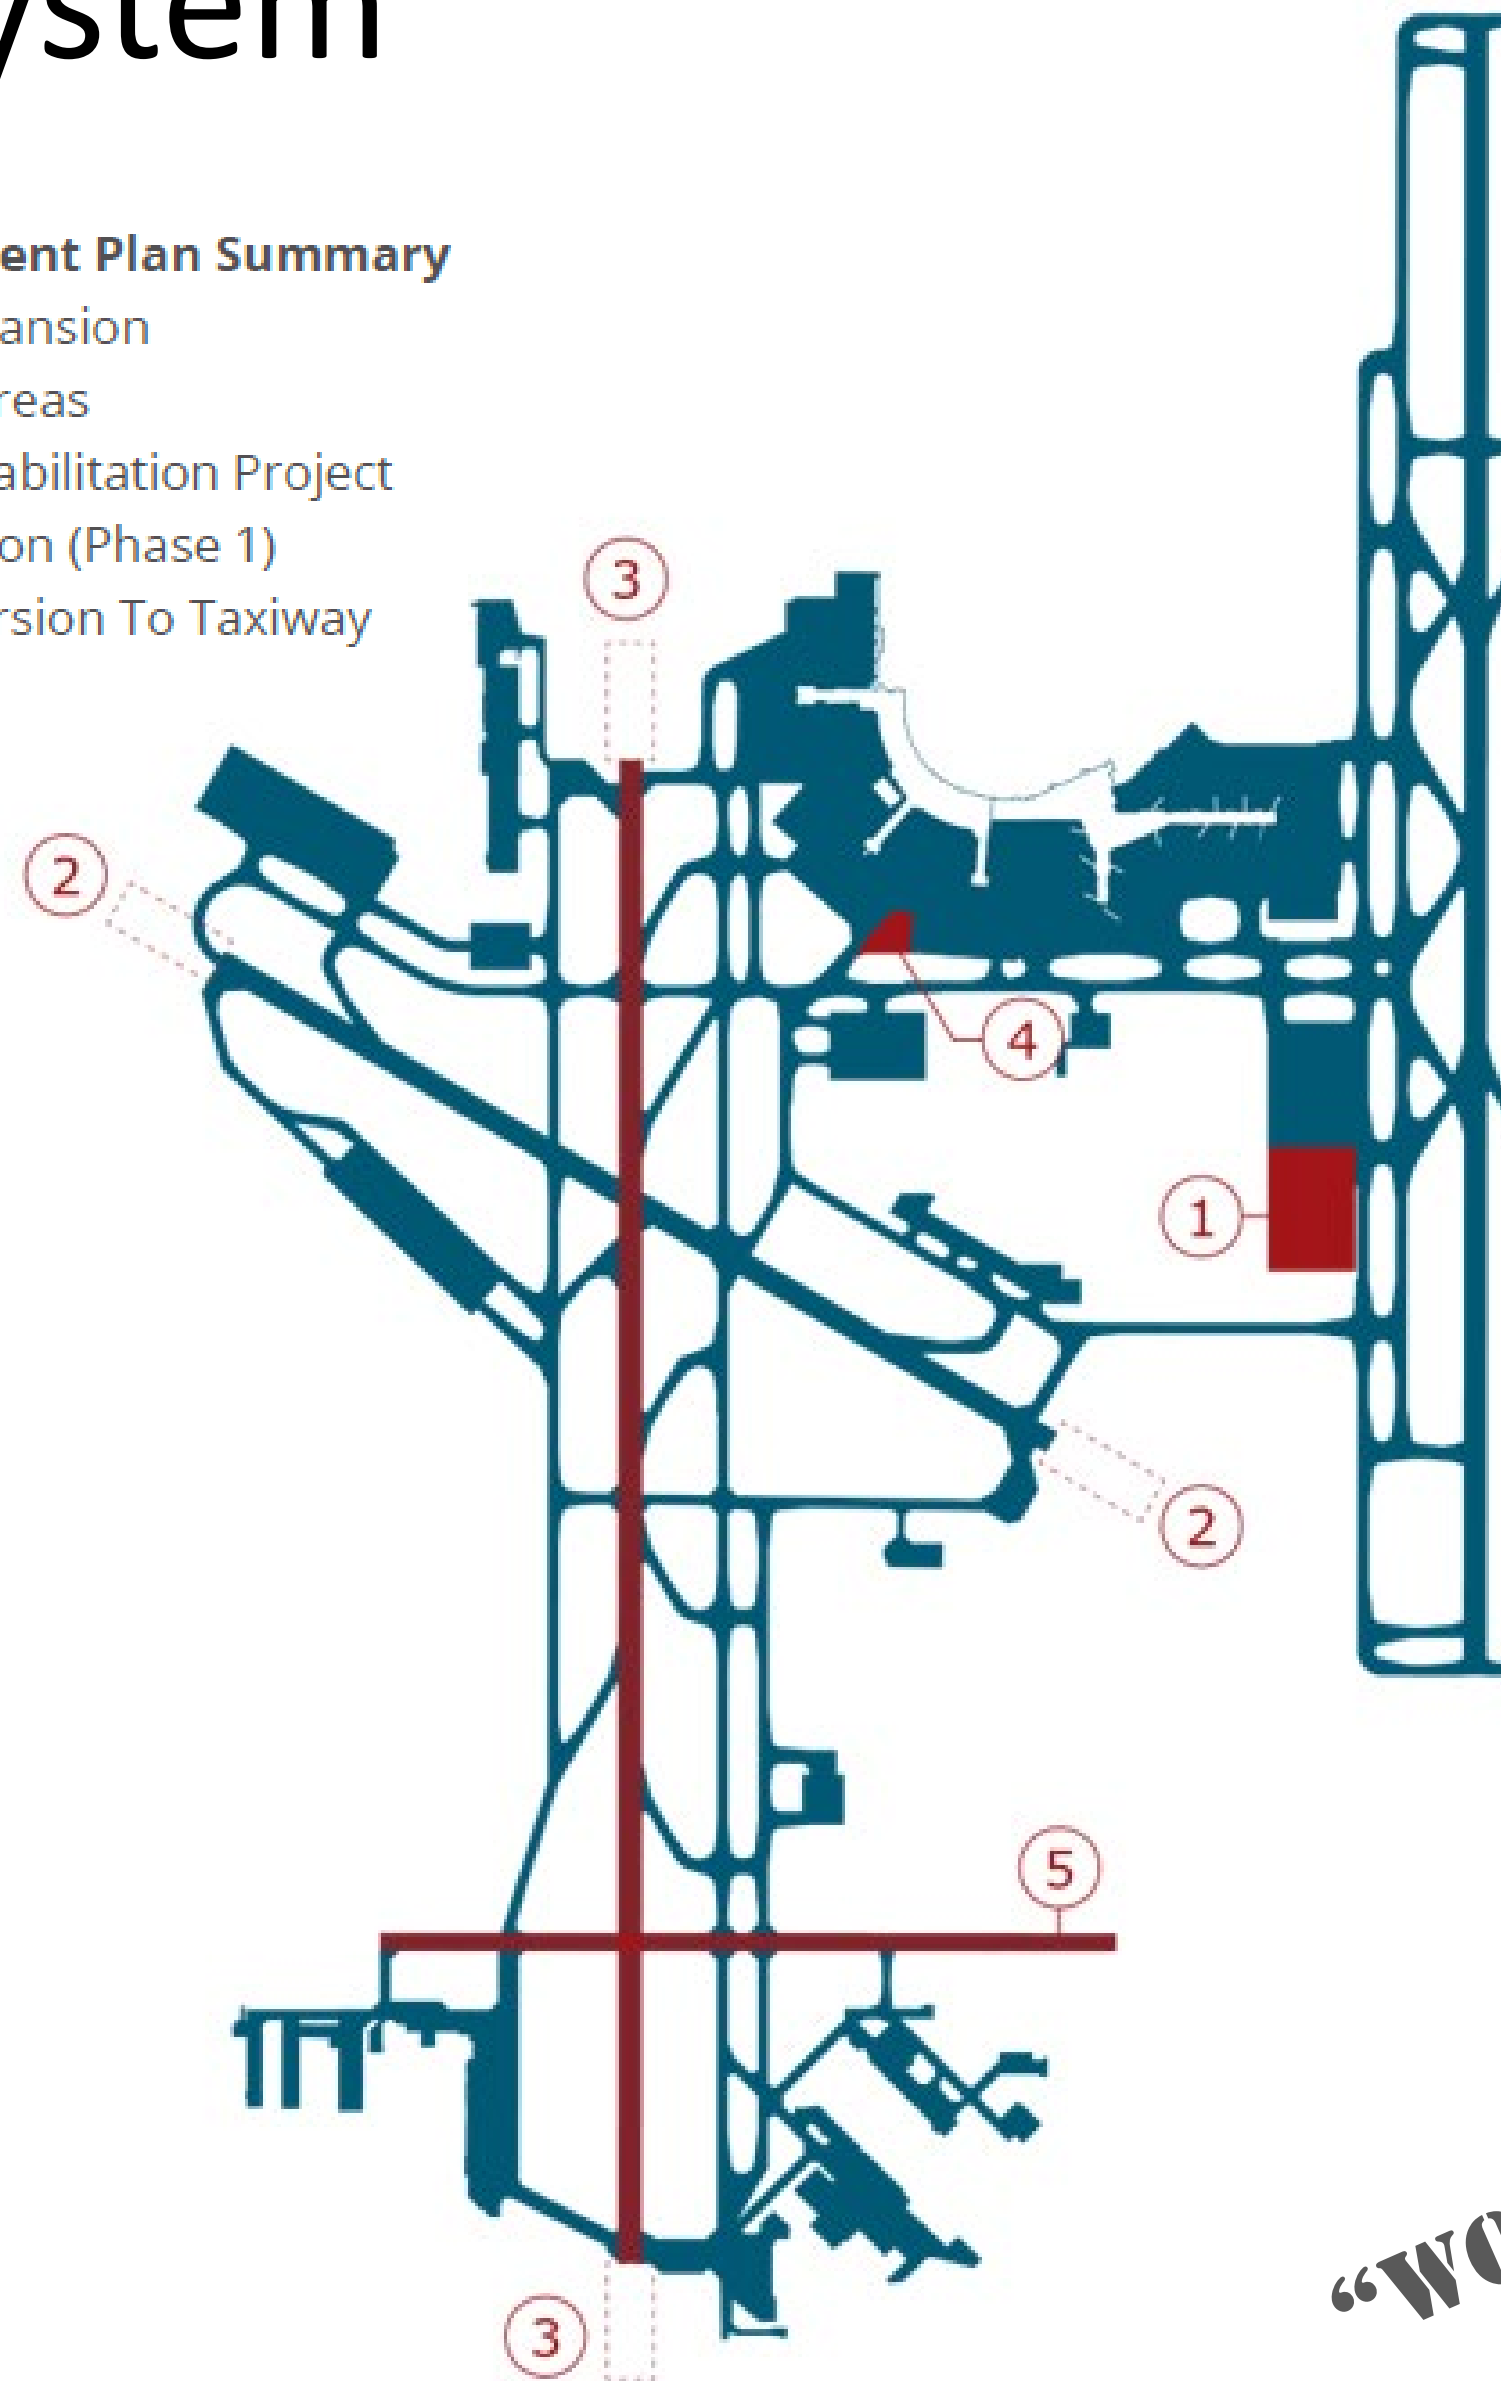 ystem
ent Plan Summary
ansion
reas
abilitation Project
on (Phase 1)
rsion To Taxiway
3
2
4
1
2
5
3
“WO